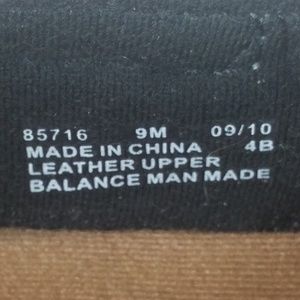 85716 9M 09/10
MADE IN CHINA 4B
LEATHER UPPER
BALANCE MAN MADE